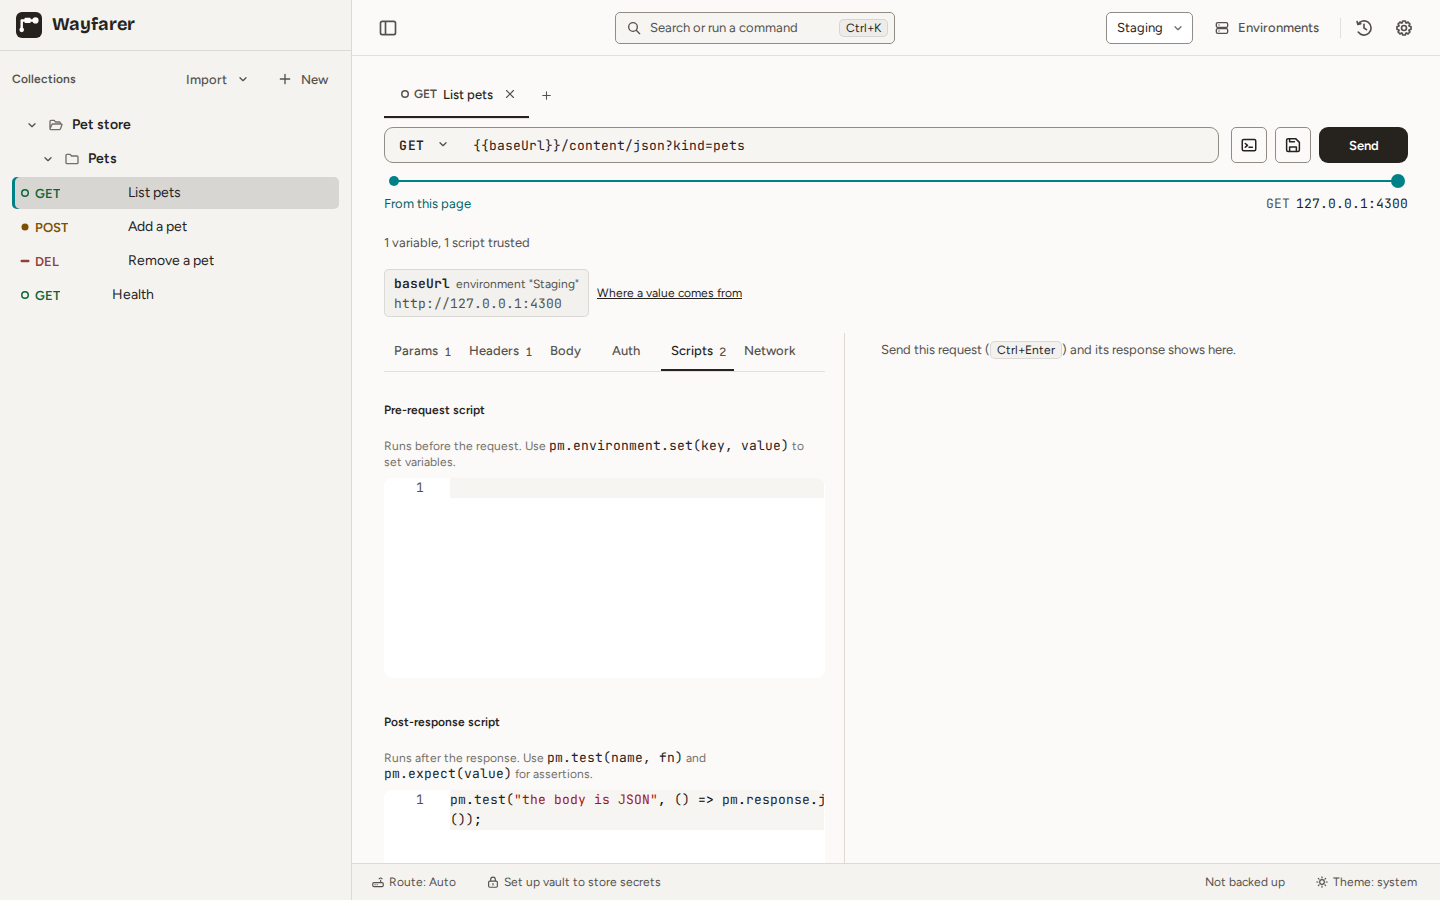 Wayfarer
Search or run a command Ctrl+K
Staging
Environments
Collections
Import
New
Pet store
Pets
GET List pets
POST Add a pet
DEL Remove a pet
GET Health
GET List pets
GET {{baseUrl}}/content/json?kind=pets
Send
From this page
GET 127.0.0.1:4300
1 variable, 1 script trusted
baseUrl environment "Staging"
http://127.0.0.1:4300
Where a value comes from
Params 1 Headers 1 Body Auth Scripts 2 Network
Pre-request script
Runs before the request. Use pm.environment.set(key, value) to
set variables.
1
Post-response script
Runs after the response. Use pm.test(name, fn) and
pm.expect(value) for assertions.
1 pm.test("the body is JSON", () => pm.response.j
());
Send this request (Ctrl+Enter) and its response shows here.
Route: Auto
Set up vault to store secrets
Not backed up
Theme: system